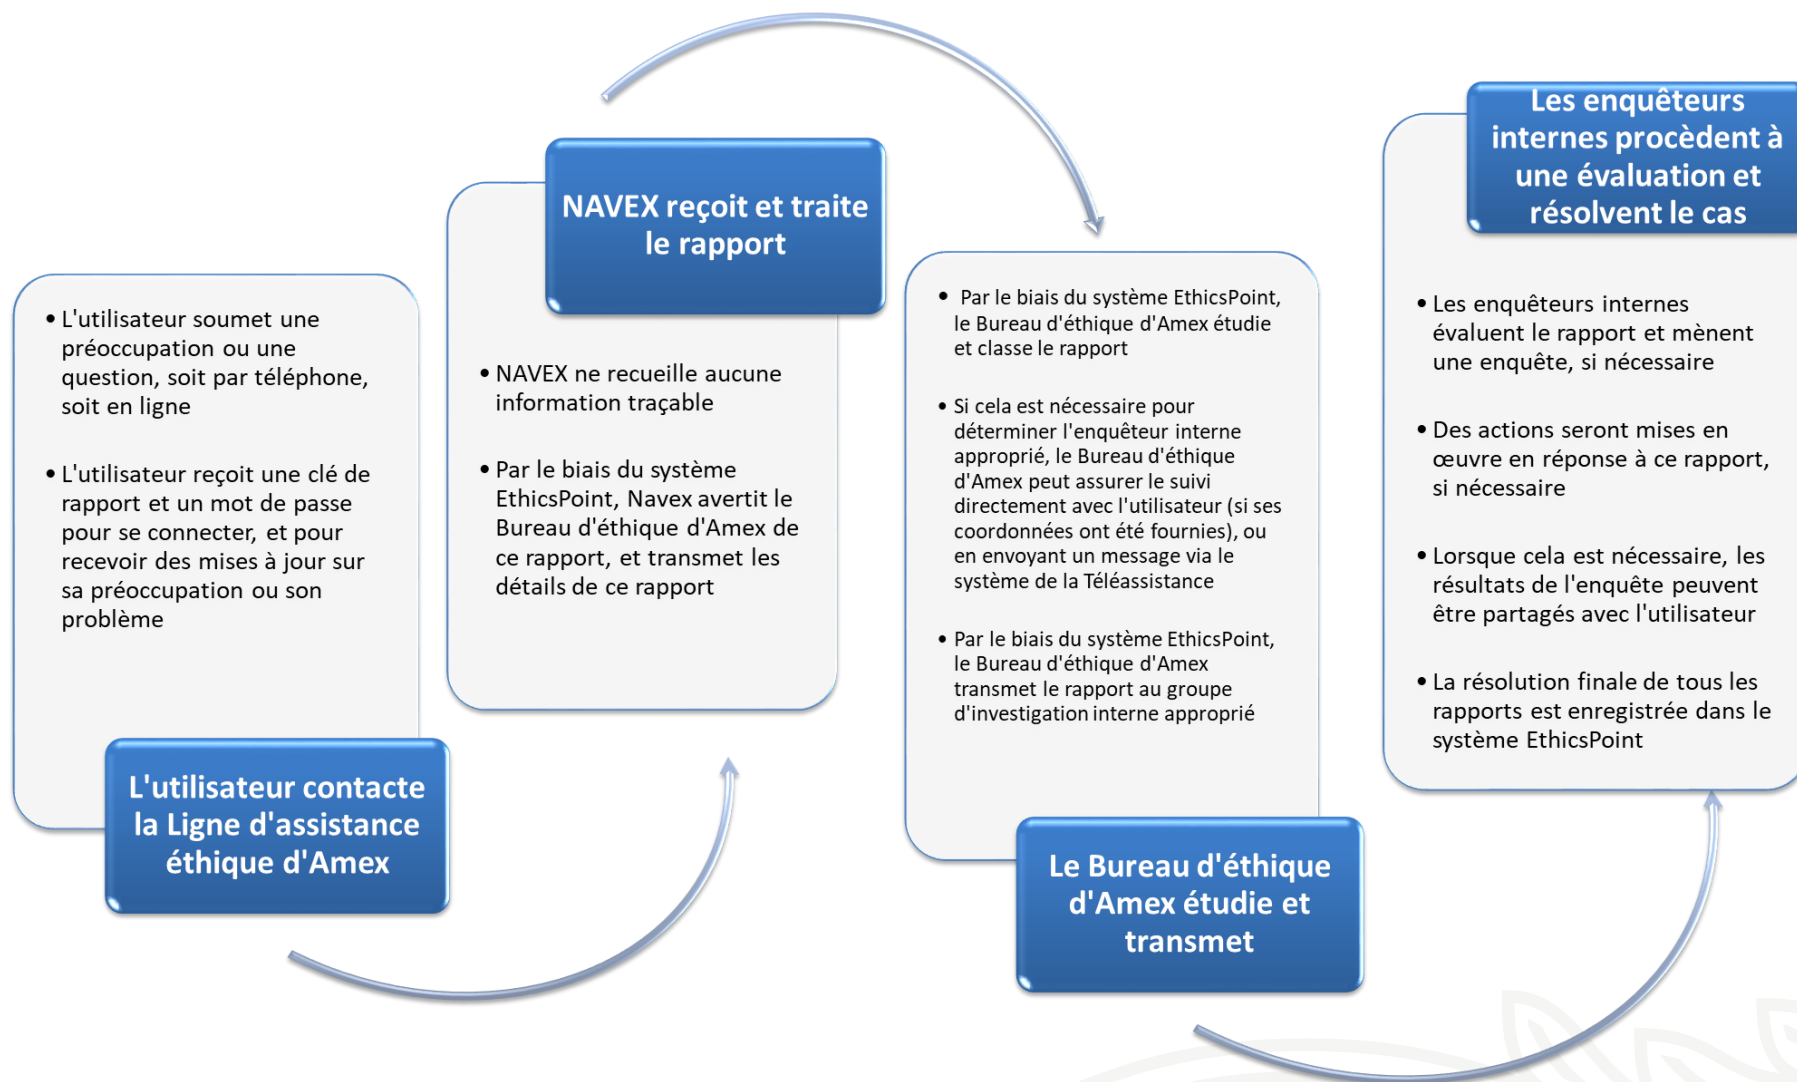 • L'utilisateur soumet une
préoccupation ou une
question, soit par téléphone,
soit en ligne
• L'utilisateur reçoit une clé de
rapport et un mot de passe
pour se connecter, et pour
recevoir des mises à jour sur
sa préoccupation ou son
problème
L'utilisateur contacte
la Ligne d'assistance
éthique d'Amex
NAVEX reçoit et traite
le rapport
• NAVEX ne recueille aucune
information traçable
• Par le biais du système
EthicsPoint, Navex avertit le
Bureau d'éthique d'Amex de
ce rapport, et transmet les
détails de ce rapport
• Par le biais du système EthicsPoint,
le Bureau d'éthique d'Amex étudie
et classe le rapport
• Si cela est nécessaire pour
déterminer l'enquêteur interne
approprié, le Bureau d'éthique
d'Amex peut assurer le suivi
directement avec l'utilisateur (si ses
coordonnées ont été fournies), ou
en envoyant un message via le
système de la Téléassistance
• Par le biais du système EthicsPoint,
le Bureau d'éthique d'Amex
transmet le rapport au groupe
d'investigation interne approprié
Le Bureau d'éthique
d'Amex étudie et
transmet
Les enquêteurs
internes procèdent à
une évaluation et
résolvent le cas
• Les enquêteurs internes
évaluent le rapport et mènent
une enquête, si nécessaire
• Des actions seront mises en
œuvre en réponse à ce rapport,
si nécessaire
• Lorsque cela est nécessaire, les
résultats de l'enquête peuvent
être partagés avec l'utilisateur
• La résolution finale de tous les
rapports est enregistrée dans le
système EthicsPoint